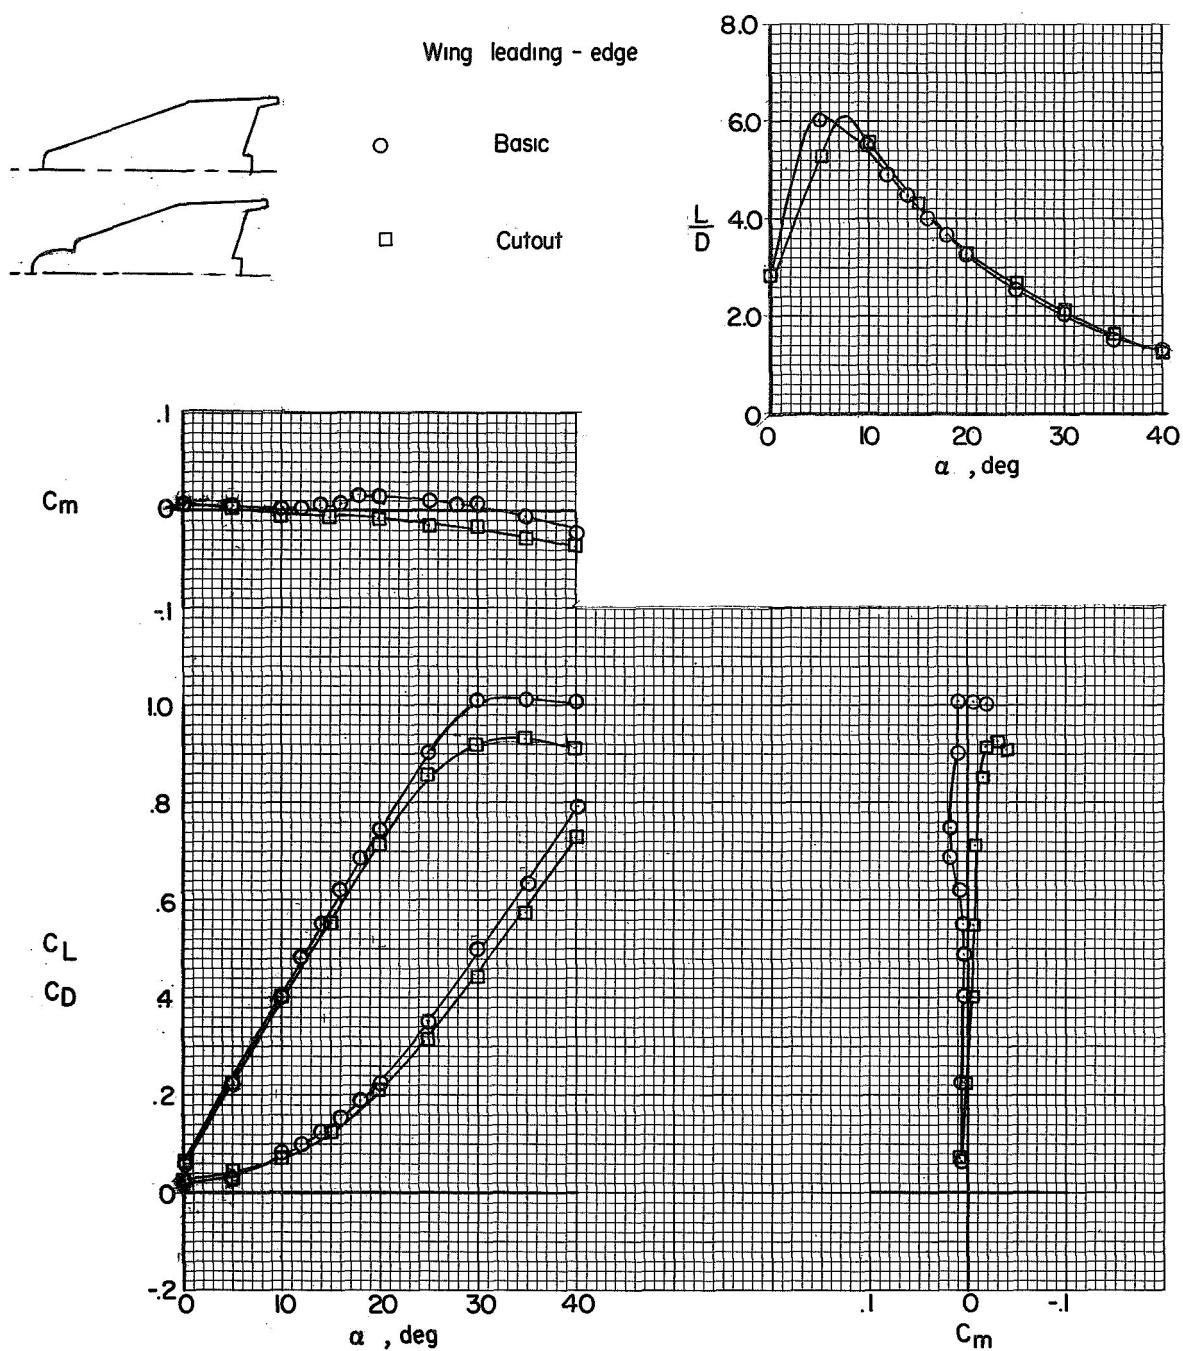 Wing leading - edge
Basic
Cutout
8.0
6.0
4.0
2.0
0
L
D
0 10 20 30 40
α , deg
.1
0
-.1
Cm
1.0
.8
.6
.4
.2
0
-.2
CL
CD
0 10 20 30 40
α , deg
.1 0 -.1
Cm